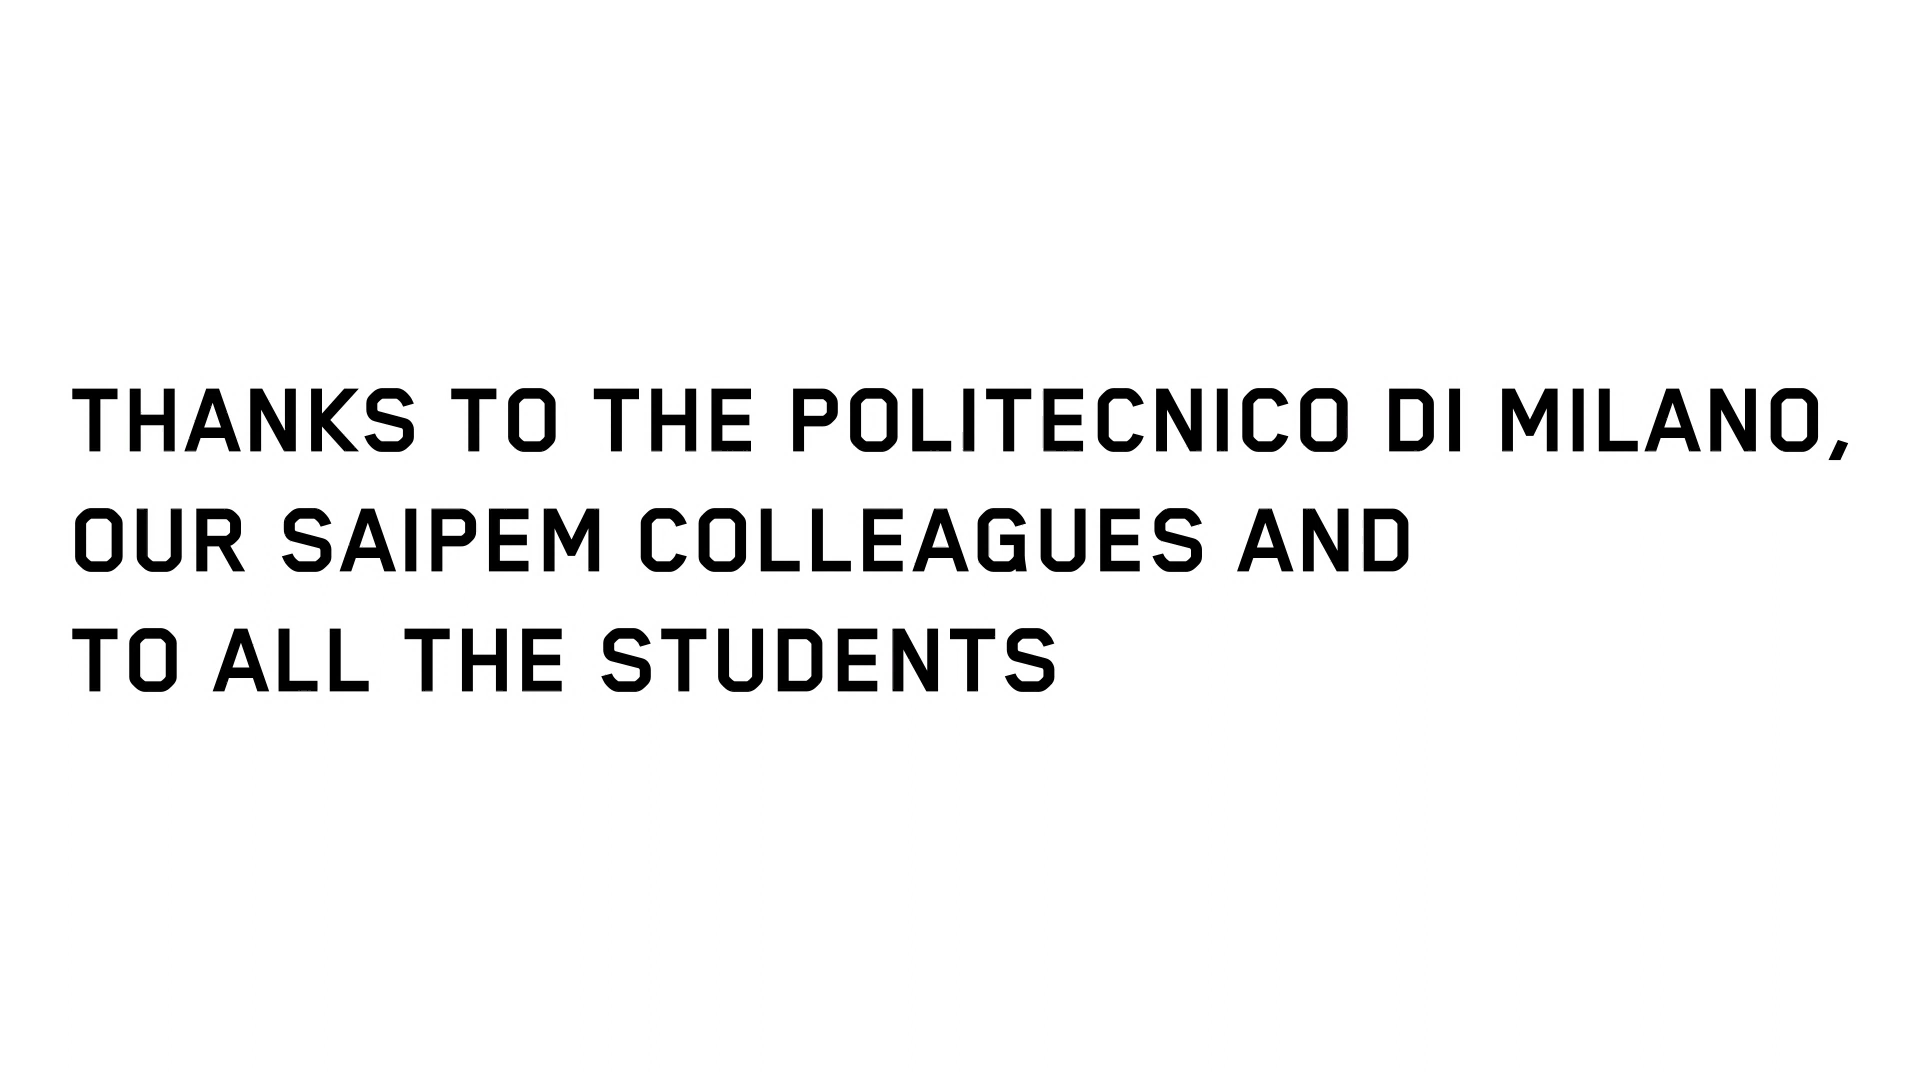 THANKS TO THE POLITECNICO DI MILANO,
OUR SAIPEM COLLEAGUES AND
TO ALL THE STUDENTS